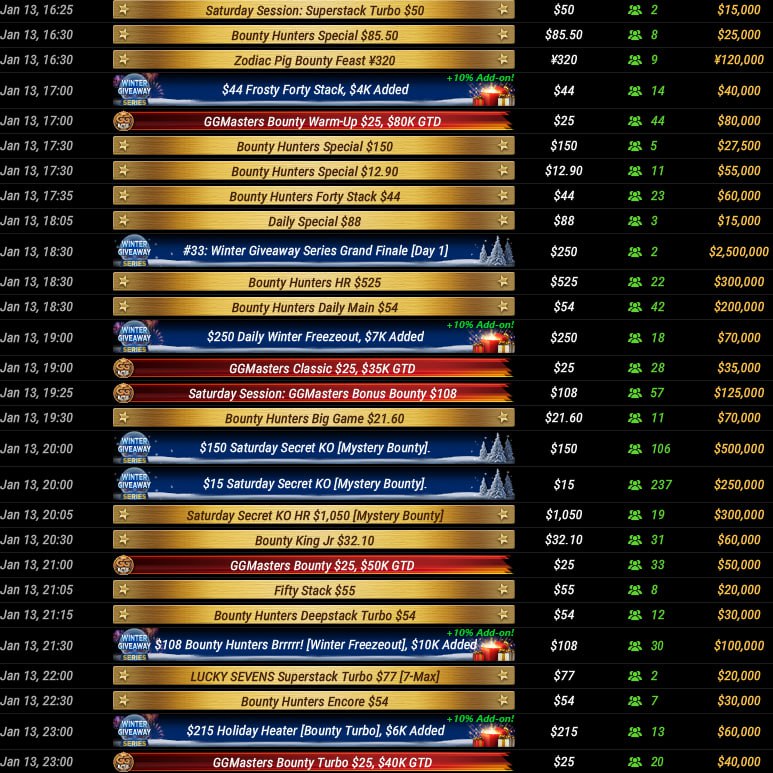 Jan 13, 16:25 Saturday Session: Superstack Turbo $50 $50 2 $15,000
Jan 13, 16:30 Bounty Hunters Special $85.50 $85.50 8 $25,000
Jan 13, 16:30 Zodiac Pig Bounty Feast ¥320 ¥320 9 ¥120,000
+10% Add-on!
Jan 13, 17:00 WINTER GIVEAWAY SERIES $44 Frosty Forty Stack, $4K Added $44 14 $40,000
Jan 13, 17:00 GGMasters Bounty Warm-Up $25, $80K GTD $25 44 $80,000
Jan 13, 17:30 Bounty Hunters Special $150 $150 5 $27,500
Jan 13, 17:30 Bounty Hunters Special $12.90 $12.90 11 $55,000
Jan 13, 17:35 Bounty Hunters Forty Stack $44 $44 23 $60,000
Jan 13, 18:05 Daily Special $88 $88 3 $15,000
Jan 13, 18:30 WINTER GIVEAWAY SERIES #33: Winter Giveaway Series Grand Finale [Day 1] $250 2 $2,500,000
Jan 13, 18:30 Bounty Hunters HR $525 $525 22 $300,000
Jan 13, 18:30 Bounty Hunters Daily Main $54 $54 42 $200,000
+10% Add-on!
Jan 13, 19:00 WINTER GIVEAWAY SERIES $250 Daily Winter Freezeout, $7K Added $250 18 $70,000
Jan 13, 19:00 GGMasters Classic $25, $35K GTD $25 28 $35,000
Jan 13, 19:25 Saturday Session: GGMasters Bonus Bounty $108 $108 57 $125,000
Jan 13, 19:30 Bounty Hunters Big Game $21.60 $21.60 11 $70,000
Jan 13, 20:00 WINTER GIVEAWAY SERIES $150 Saturday Secret KO [Mystery Bounty]. $150 106 $500,000
Jan 13, 20:00 WINTER GIVEAWAY SERIES $15 Saturday Secret KO [Mystery Bounty]. $15 237 $250,000
Jan 13, 20:05 Saturday Secret KO HR $1,050 [Mystery Bounty] $1,050 19 $300,000
Jan 13, 20:30 Bounty King Jr $32.10 $32.10 31 $60,000
Jan 13, 21:00 GGMasters Bounty $25, $50K GTD $25 33 $50,000
Jan 13, 21:05 Fifty Stack $55 $55 8 $20,000
Jan 13, 21:15 Bounty Hunters Deepstack Turbo $54 $54 12 $30,000
+10% Add-on!
Jan 13, 21:30 WINTER GIVEAWAY SERIES $108 Bounty Hunters Brrrrr! [Winter Freezeout], $10K Added $108 30 $100,000
Jan 13, 22:00 LUCKY SEVENS Superstack Turbo $77 [7-Max] $77 2 $20,000
Jan 13, 22:30 Bounty Hunters Encore $54 $54 7 $30,000
+10% Add-on!
Jan 13, 23:00 WINTER GIVEAWAY SERIES $215 Holiday Heater [Bounty Turbo], $6K Added $215 13 $60,000
Jan 13, 23:00 GGMasters Bounty Turbo $25, $40K GTD $25 20 $40,000